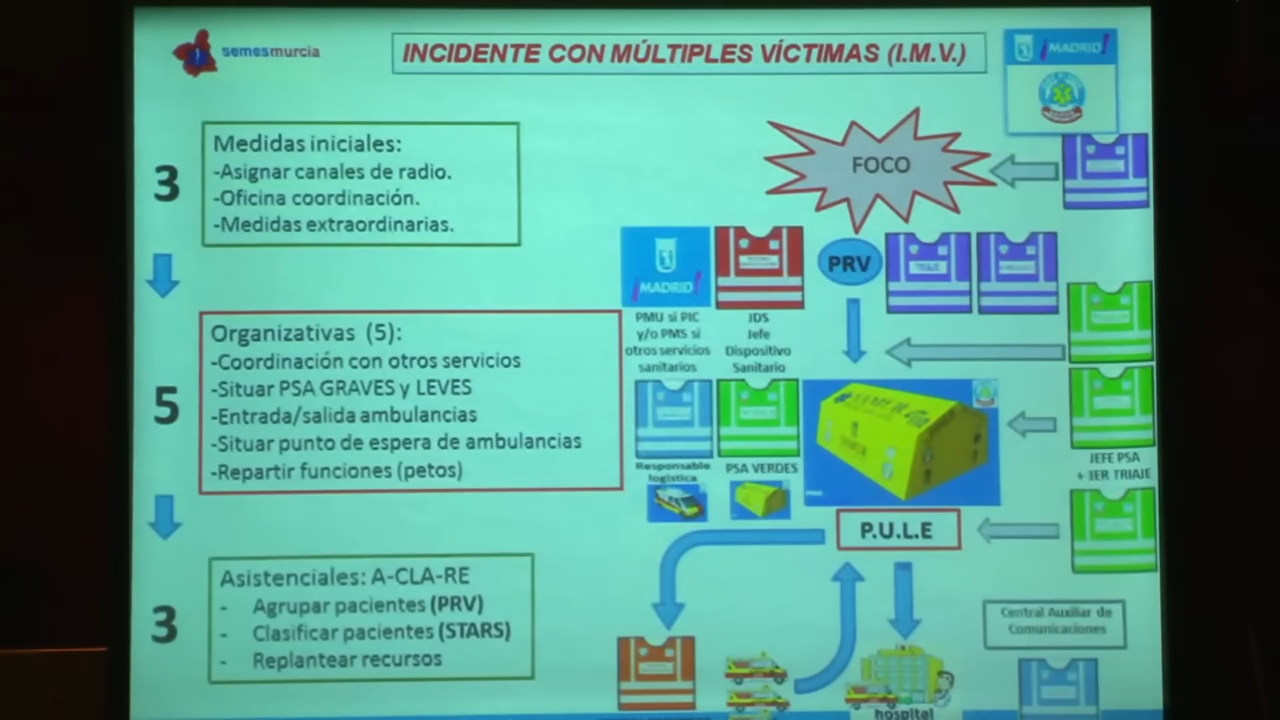 semesmurcia
INCIDENTE CON MÚLTIPLES VÍCTIMAS (I.M.V.)
¡MADRID!
3
Medidas iniciales:
-Asignar canales de radio.
-Oficina coordinación.
-Medidas extraordinarias.
FOCO
PRV
TRIAJE
¡MADRID!
PMU si PIC
y/o PMS si
otros servicios
sanitarios
JDS
Jefe
Dispositivo
Sanitario
5
Organizativas (5):
-Coordinación con otros servicios
-Situar PSA GRAVES y LEVES
-Entrada/salida ambulancias
-Situar punto de espera de ambulancias
-Repartir funciones (petos)
Responsable
logística
PSA VERDES
JEFE PSA
+ 3ER TRIAJE
P.U.L.E
3
Asistenciales: A-CLA-RE
- Agrupar pacientes (PRV)
- Clasificar pacientes (STARS)
- Replantear recursos
Central Auxiliar de
Comunicaciones
hospital